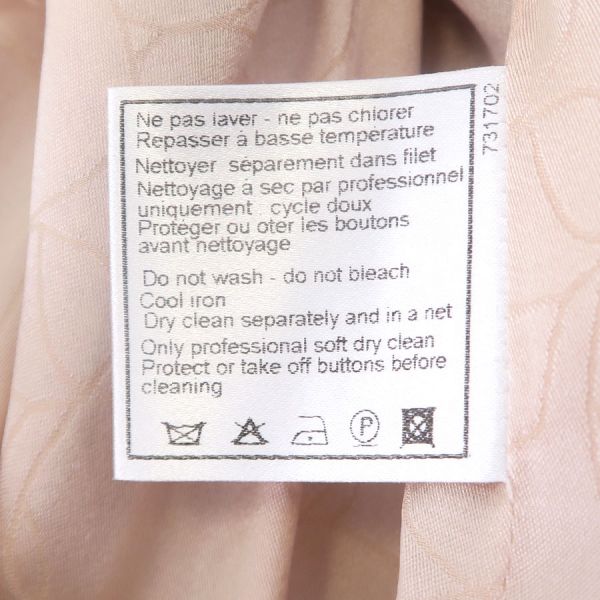 Ne pas laver - ne pas chlorer
Repasser à basse température
Nettoyer séparement dans filet
Nettoyage à sec par professionnel
uniquement. cycle doux
Protéger ou oter les boutons
avant nettoyage
Do not wash - do not bleach
Cool iron
Dry clean separately and in a net
Only professional soft dry clean
Protect or take off buttons before
cleaning
P
731702